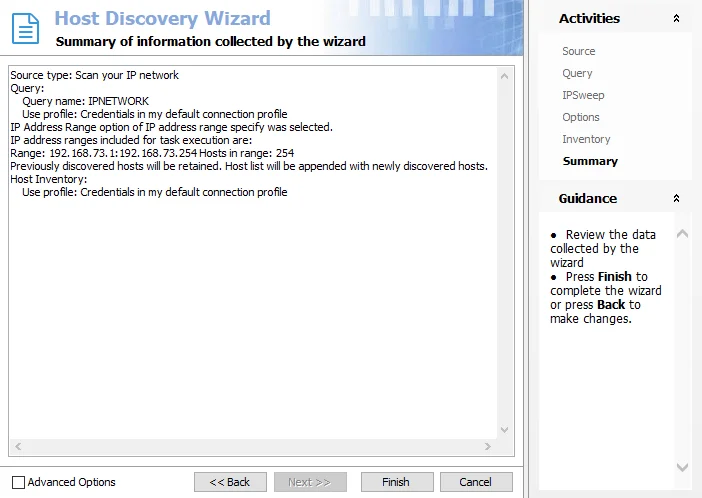 Host Discovery Wizard
Summary of information collected by the wizard
Source type: Scan your IP network
Query:
Query name: IPNETWORK
Use profile: Credentials in my default connection profile
IP Address Range option of IP address range specify was selected.
IP address ranges included for task execution are:
Range: 192.168.73.1:192.168.73.254 Hosts in range: 254
Previously discovered hosts will be retained. Host list will be appended with newly discovered hosts.
Host Inventory:
Use profile: Credentials in my default connection profile
Advanced Options
<< Back
Next >>
Finish
Cancel
Activities
Source
Query
IPSweep
Options
Inventory
Summary
Guidance
● Review the data
collected by the
wizard
● Press Finish to
complete the wizard
or press Back to
make changes.